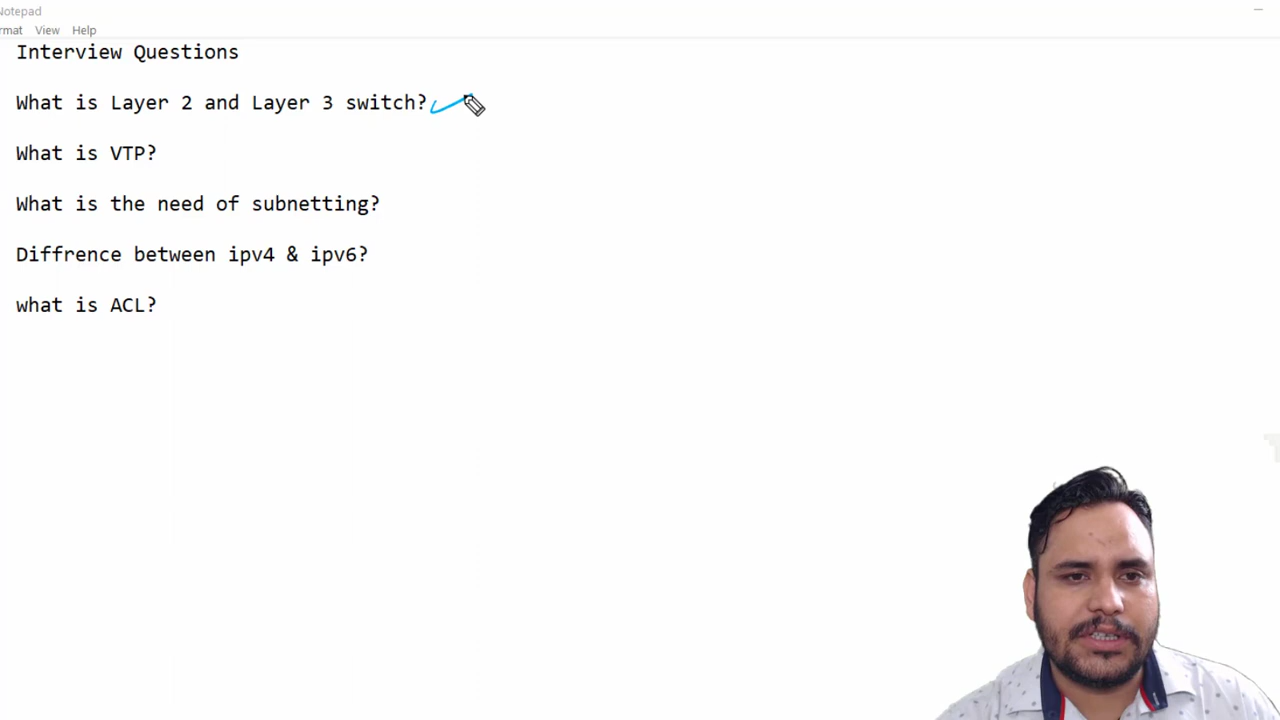 Notepad
rmat View Help
Interview Questions
What is Layer 2 and Layer 3 switch?
What is VTP?
What is the need of subnetting?
Diffrence between ipv4 & ipv6?
what is ACL?